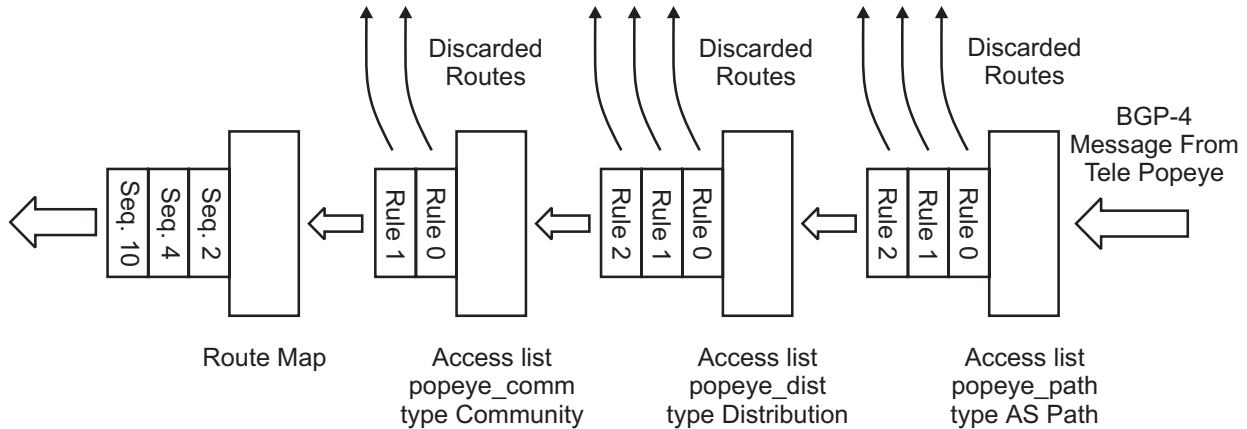 Discarded
Routes
Discarded
Routes
Discarded
Routes
BGP-4
Message From
Tele Popeye
Seq. 10
Seq. 4
Seq. 2
Rule 1
Rule 0
Rule 2
Rule 1
Rule 0
Rule 2
Rule 1
Rule 0
Route Map
Access list
popeye_comm
type Community
Access list
popeye_dist
type Distribution
Access list
popeye_path
type AS Path